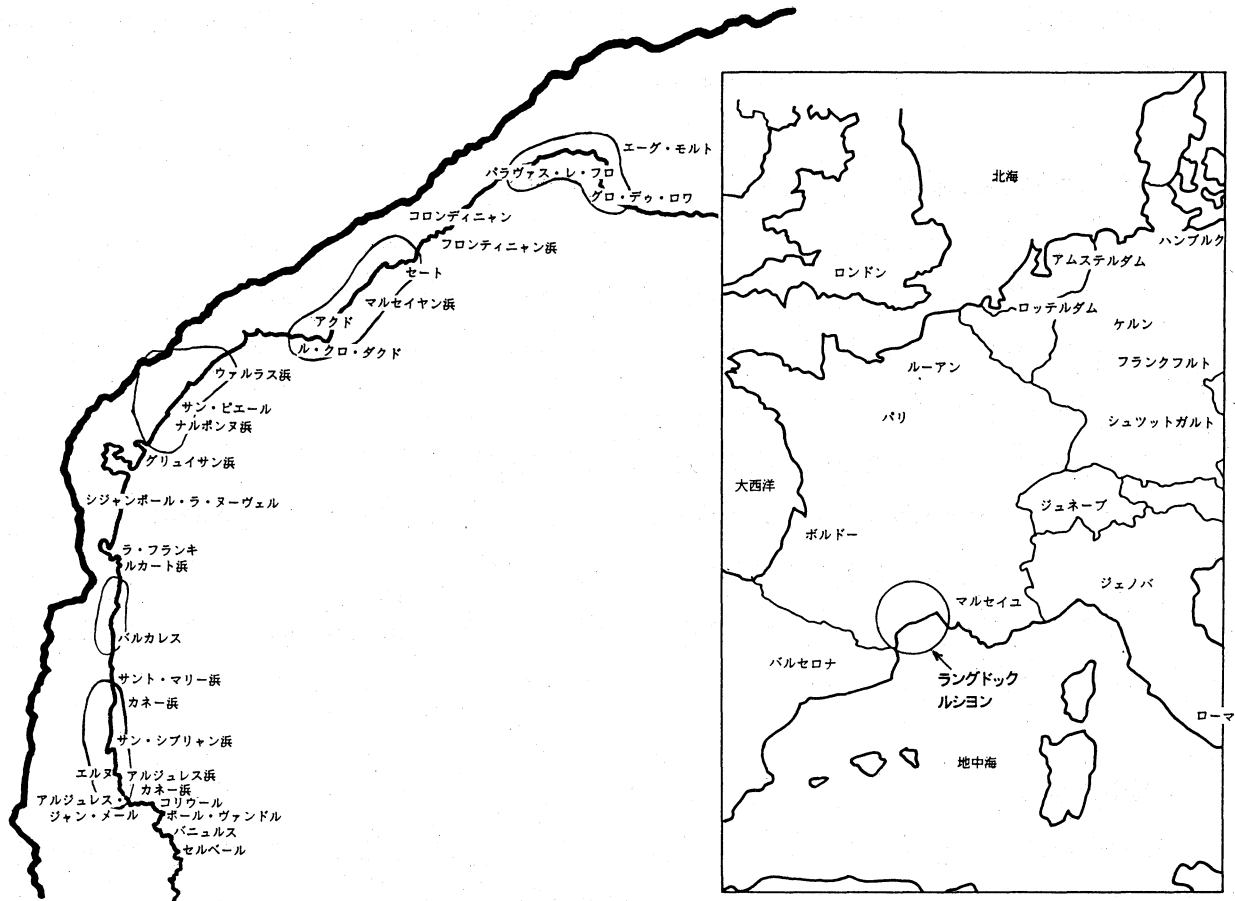 エーグ・モルト
パラヴァス・レ・フロ
グロ・デゥ・ロワ
コロンディニャン
フロンティニャン浜
セート
マルセイヤン浜
アクド
ル・クロ・ダクド
ヴァルラス浜
サン・ピエール
ナルボンヌ浜
グリュイサン浜
シジャンポール・ラ・ヌーヴェル
ラ・フランキ
ルカート浜
バルカレス
サント・マリー浜
カネー浜
サン・シプリャン浜
エルヌ
アルジュレス浜
カネー浜
アルジュレス・
ジャン・メール
コリウール
ポール・ヴァンドル
バニュルス
セルベール
北海
ハンブルク
アムステルダム
ロンドン
ロッテルダム
ケルン
フランクフルト
ルーアン
パリ
シュツットガルト
大西洋
ジュネーブ
ボルドー
ジェノバ
マルセイユ
バルセロナ
ラングドック
ルシヨン
ローマ
地中海